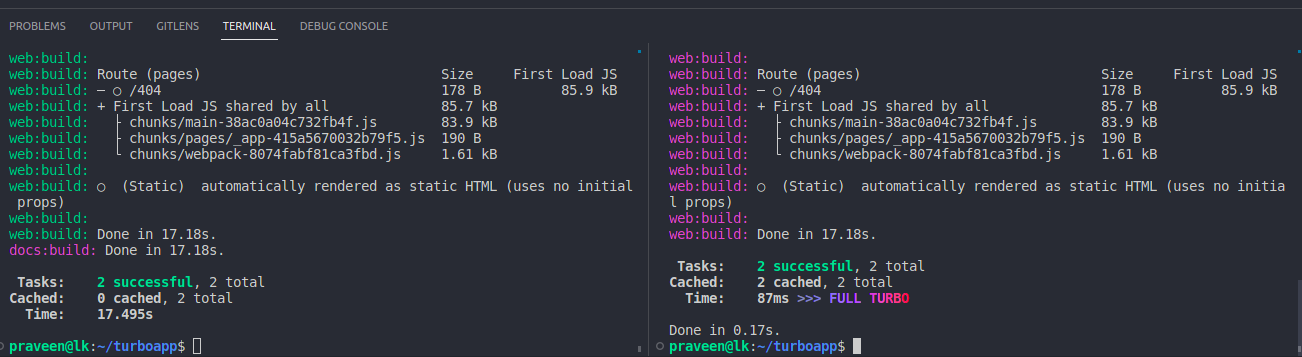 PROBLEMS OUTPUT GITLENS TERMINAL DEBUG CONSOLE
web:build:
web:build: Route (pages) Size First Load JS
web:build: ─ ○ /404 178 B 85.9 kB
web:build: + First Load JS shared by all 85.7 kB
web:build: ├ chunks/main-38ac0a04c732fb4f.js 83.9 kB
web:build: ├ chunks/pages/_app-415a5670032b79f5.js 190 B
web:build: └ chunks/webpack-8074fabf81ca3fbd.js 1.61 kB
web:build:
web:build: ○ (Static) automatically rendered as static HTML (uses no initial
props)
web:build:
web:build: Done in 17.18s.
docs:build: Done in 17.18s.
Tasks: 2 successful, 2 total
Cached: 0 cached, 2 total
Time: 17.495s
praveen@lk:~/turboapp$
web:build:
web:build: Route (pages) Size First Load JS
web:build: ─ ○ /404 178 B 85.9 kB
web:build: + First Load JS shared by all 85.7 kB
web:build: ├ chunks/main-38ac0a04c732fb4f.js 83.9 kB
web:build: ├ chunks/pages/_app-415a5670032b79f5.js 190 B
web:build: └ chunks/webpack-8074fabf81ca3fbd.js 1.61 kB
web:build:
web:build: ○ (Static) automatically rendered as static HTML (uses no initia
l props)
web:build:
web:build: Done in 17.18s.
Tasks: 2 successful, 2 total
Cached: 2 cached, 2 total
Time: 87ms >>> FULL TURBO
Done in 0.17s.
praveen@lk:~/turboapp$